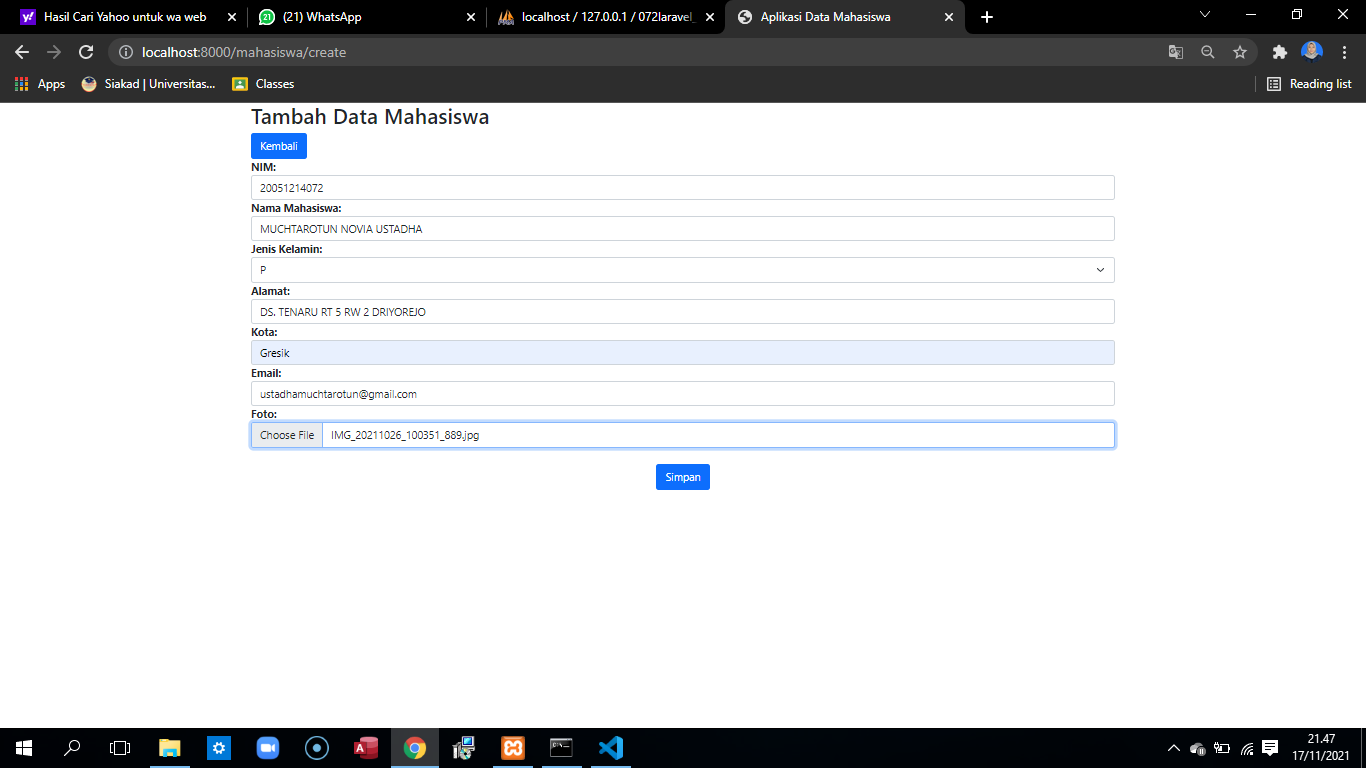 Hasil Cari Yahoo untuk wa web
(21) WhatsApp
localhost / 127.0.0.1 / 072laravel_
Aplikasi Data Mahasiswa
localhost:8000/mahasiswa/create
Apps
Siakad | Universitas...
Classes
Reading list
Tambah Data Mahasiswa
Kembali
NIM:
20051214072
Nama Mahasiswa:
MUCHTAROTUN NOVIA USTADHA
Jenis Kelamin:
P
Alamat:
DS. TENARU RT 5 RW 2 DRIYOREJO
Kota:
Gresik
Email:
ustadhamuchtarotun@gmail.com
Foto:
Choose File IMG_20211026_100351_889.jpg
Simpan
21.47
17/11/2021